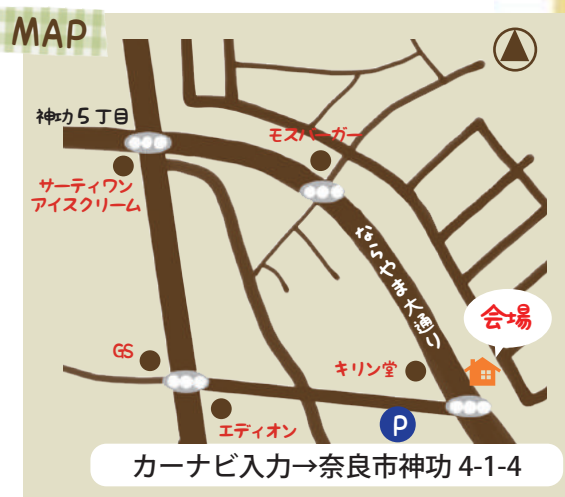 MAP
神功5丁目
モスバーガー
サーティワン
アイスクリーム
ならやま大通り
会場
GS
キリン堂
エディオン
P
カーナビ入力→奈良市神功 4-1-4